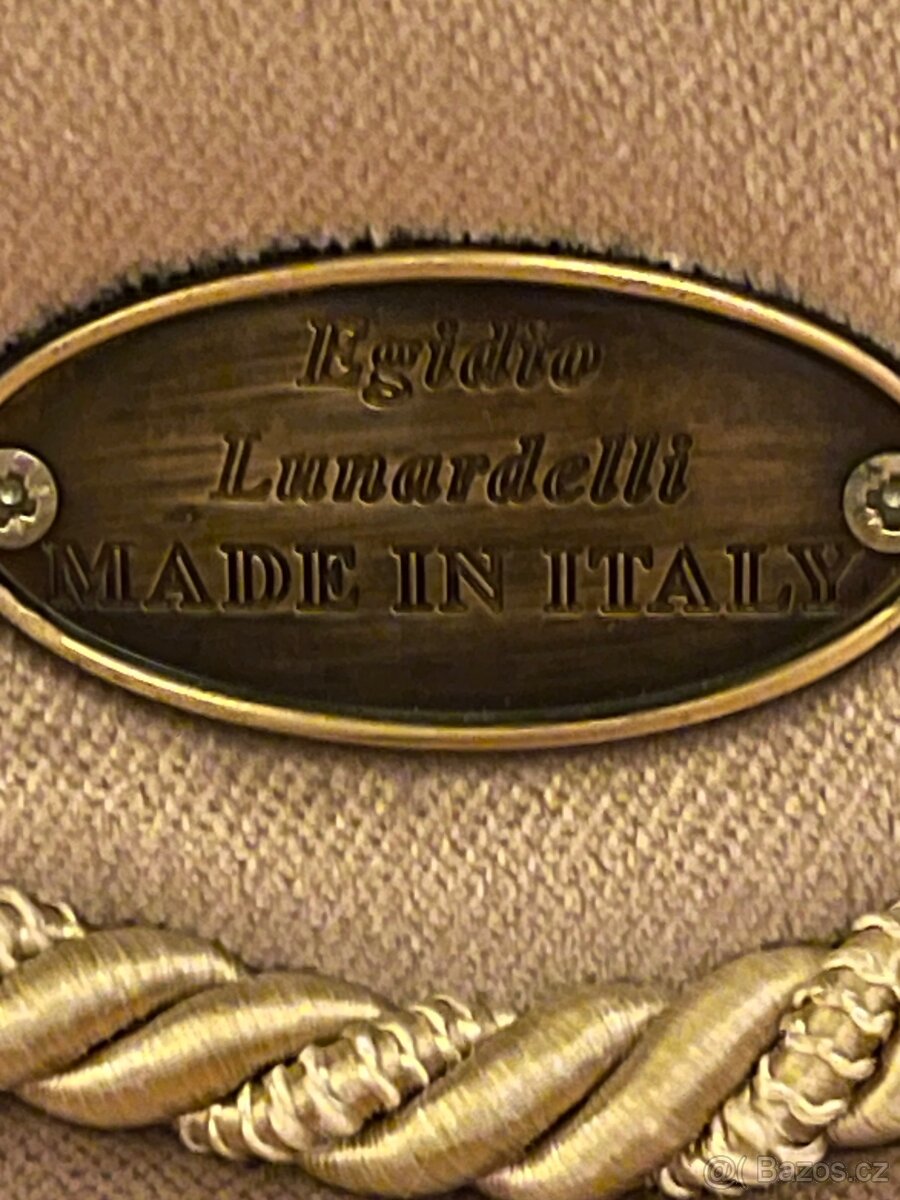 Egidio
Lunardelli
MADE IN ITALY
@( Bazos.cz